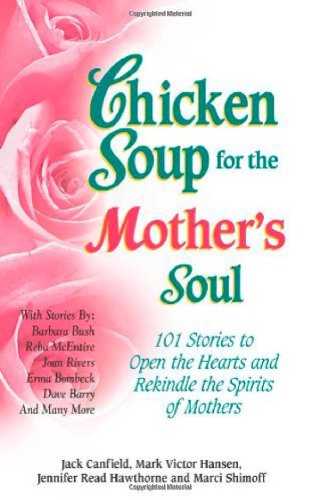 Chicken
Soup for the
Mother's
Soul
With Stories By:
Barbara Bush
Reba McEntire
Joan Rivers
Erma Bombeck
Dave Barry
And Many More
101 Stories to
Open the Hearts and
Rekindle the Spirits
of Mothers
Jack Canfield, Mark Victor Hansen,
Jennifer Read Hawthorne and Marci Shimoff